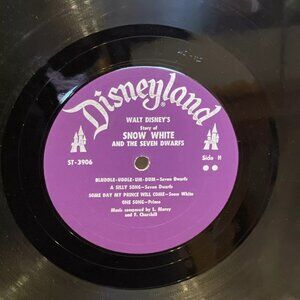 Disneyland
®
WALT DISNEY'S
Story of
SNOW WHITE
AND THE SEVEN DWARFS
ST-3906
Side II
BLUDDLE-UDDLE-UM-DUM—Seven Dwarfs
A SILLY SONG—Seven Dwarfs
SOME DAY MY PRINCE WILL COME—Snow White
ONE SONG—Prince
Music composed by L. Morey
and F. Churchill